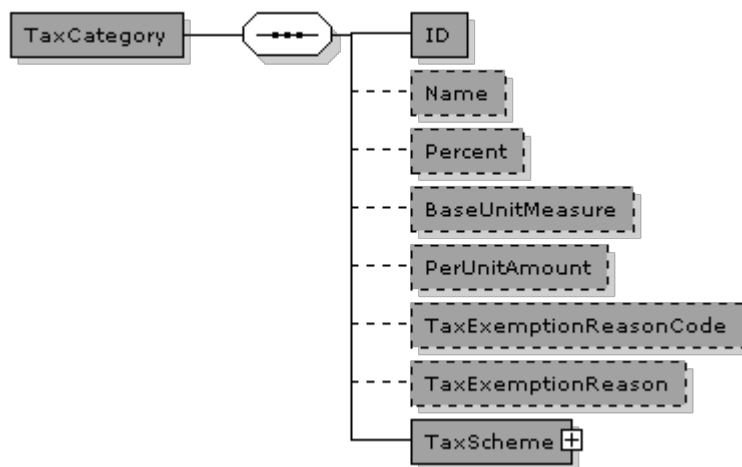 TaxCategory
ID
Name
Percent
BaseUnitMeasure
PerUnitAmount
TaxExemptionReasonCode
TaxExemptionReason
TaxScheme